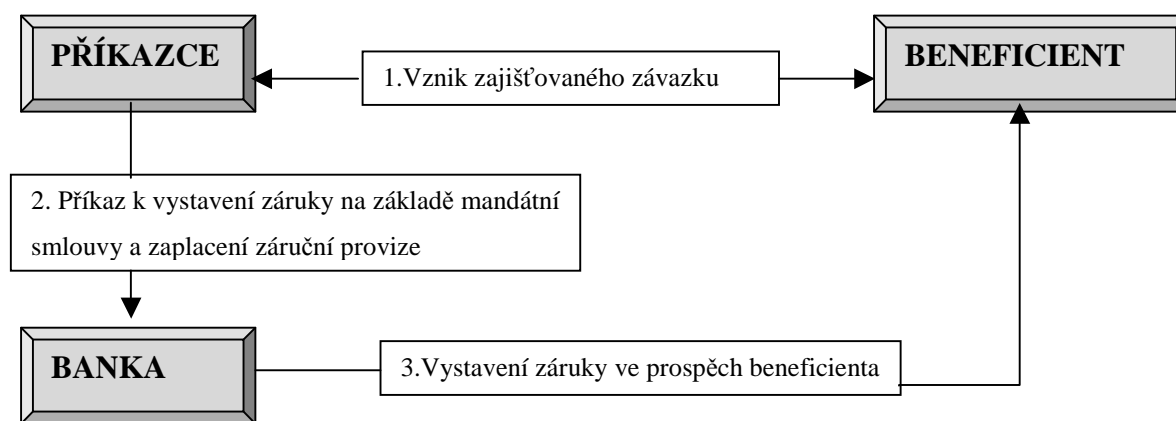 PŘÍKAZCE
BENEFICIENT
1.Vznik zajišťovaného závazku
2. Příkaz k vystavení záruky na základě mandátní
smlouvy a zaplacení záruční provize
BANKA
3.Vystavení záruky ve prospěch beneficienta